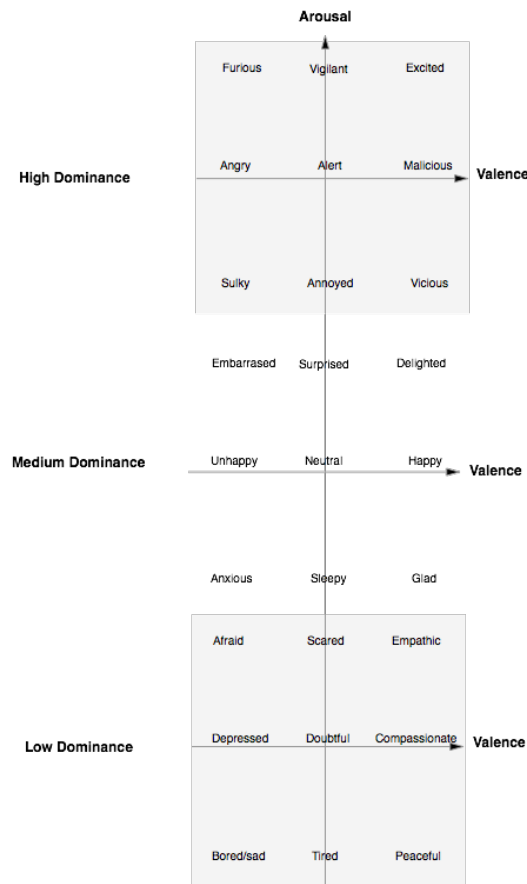 Arousal
Furious Vigilant Excited
High Dominance Angry Alert Malicious Valence
Sulky Annoyed Vicious
Embarrased Surprised Delighted
Medium Dominance Unhappy Neutral Happy Valence
Anxious Sleepy Glad
Afraid Scared Empathic
Low Dominance Depressed Doubtful Compassionate Valence
Bored/sad Tired Peaceful